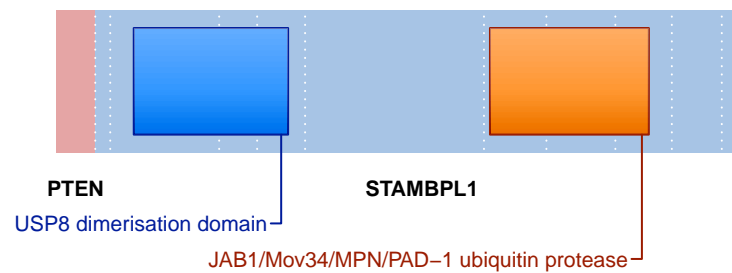 PTEN STAMBPL1
USP8 dimerisation domain
JAB1/Mov34/MPN/PAD−1 ubiquitin protease